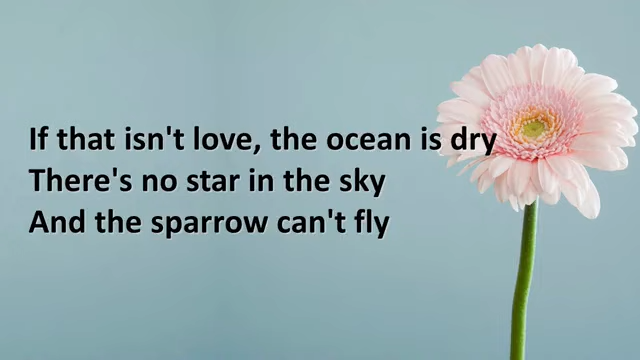 If that isn't love, the ocean is dry
There's no star in the sky
And the sparrow can't fly